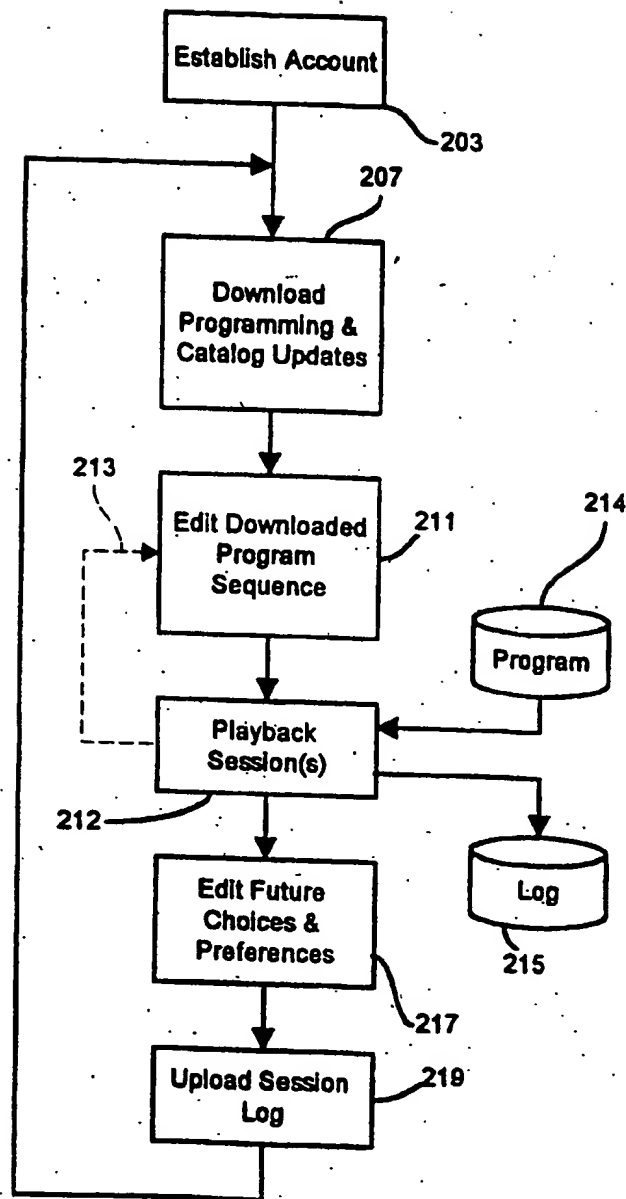 Establish Account
203
207
Download
Programming &
Catalog Updates
213
Edit Downloaded
Program
Sequence
211
214
Program
Playback
Session(s)
212
Log
215
Edit Future
Choices &
Preferences
217
Upload Session
Log
219